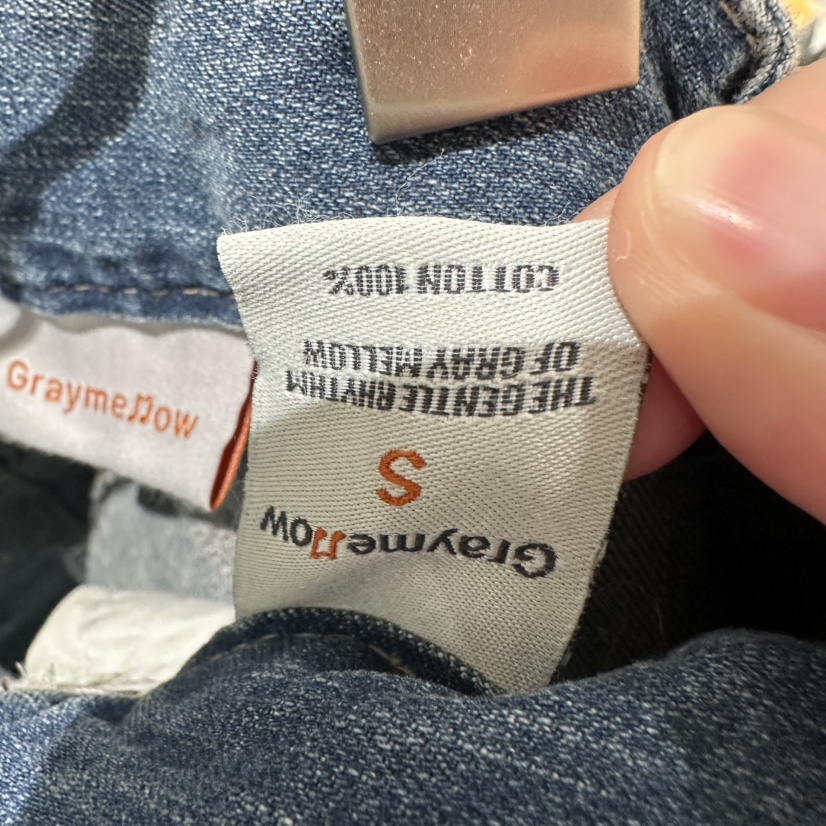 Graymellow
S
THE GENTLE RHYTHM
OF GRAY MELLOW
COTTON 100%
Graymellow